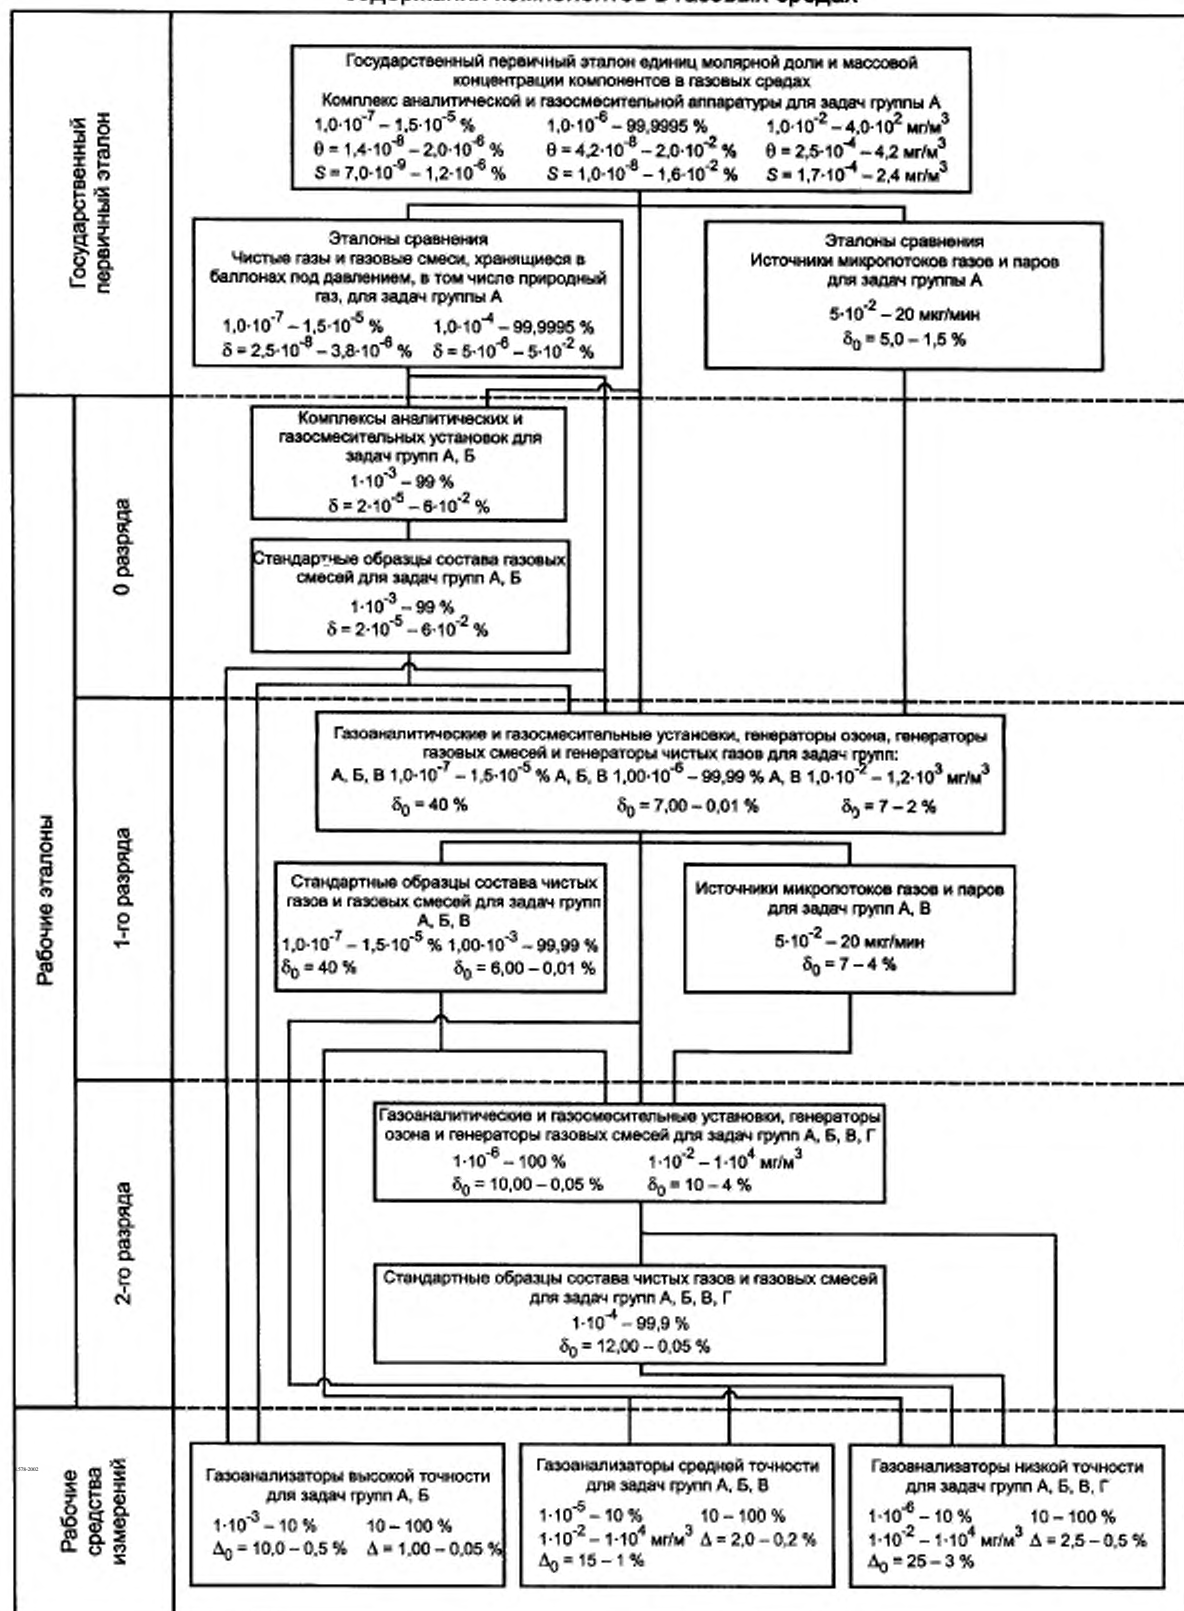 Государственный
первичный эталон
Государственный первичный эталон единиц молярной доли и массовой
концентрации компонентов в газовых средах
Комплекс аналитической и газосмесительной аппаратуры для задач группы А
1,0·10⁻⁷ – 1,5·10⁻⁵ % 1,0·10⁻⁶ – 99,9995 % 1,0·10⁻² – 4,0·10² мг/м³
θ = 1,4·10⁻⁸ – 2,0·10⁻⁶ % θ = 4,2·10⁻⁸ – 2,0·10⁻² % θ = 2,5·10⁻⁴ – 4,2 мг/м³
S = 7,0·10⁻⁹ – 1,2·10⁻⁶ % S = 1,0·10⁻⁸ – 1,6·10⁻² % S = 1,7·10⁻⁴ – 2,4 мг/м³
Эталоны сравнения
Чистые газы и газовые смеси, хранящиеся в
баллонах под давлением, в том числе природный
газ, для задач группы А
1,0·10⁻⁷ – 1,5·10⁻⁵ % 1,0·10⁻⁴ – 99,9995 %
δ = 2,5·10⁻⁸ – 3,8·10⁻⁶ % δ = 5·10⁻⁶ – 5·10⁻² %
Эталоны сравнения
Источники микропотоков газов и паров
для задач группы А
5·10⁻² – 20 мкг/мин
δ₀ = 5,0 – 1,5 %
Рабочие эталоны
0 разряда
Комплексы аналитических и
газосмесительных установок для
задач групп А, Б
1·10⁻³ – 99 %
δ = 2·10⁻⁵ – 6·10⁻² %
Стандартные образцы состава газовых
смесей для задач групп А, Б
1·10⁻³ – 99 %
δ = 2·10⁻⁵ – 6·10⁻² %
1-го разряда
Газоаналитические и газосмесительные установки, генераторы озона, генераторы
газовых смесей и генераторы чистых газов для задач групп:
А, Б, В 1,0·10⁻⁷ – 1,5·10⁻⁵ % А, Б, В 1,00·10⁻⁶ – 99,99 % А, В 1,0·10⁻² – 1,2·10³ мг/м³
δ₀ = 40 % δ₀ = 7,00 – 0,01 % δ₀ = 7 – 2 %
Стандартные образцы состава чистых
газов и газовых смесей для задач групп
А, Б, В
1,0·10⁻⁷ – 1,5·10⁻⁵ % 1,00·10⁻³ – 99,99 %
δ₀ = 40 % δ₀ = 6,00 – 0,01 %
Источники микропотоков газов и паров
для задач групп А, В
5·10⁻² – 20 мкг/мин
δ₀ = 7 – 4 %
2-го разряда
Газоаналитические и газосмесительные установки, генераторы
озона и генераторы газовых смесей для задач групп А, Б, В, Г
1·10⁻⁶ – 100 % 1·10⁻² – 1·10⁴ мг/м³
δ₀ = 10,00 – 0,05 % δ₀ = 10 – 4 %
Стандартные образцы состава чистых газов и газовых смесей
для задач групп А, Б, В, Г
1·10⁻⁴ – 99,9 %
δ₀ = 12,00 – 0,05 %
Рабочие
средства
измерений
Газоанализаторы высокой точности
для задач групп А, Б
1·10⁻³ – 10 % 10 – 100 %
Δ₀ = 10,0 – 0,5 % Δ = 1,00 – 0,05 %
Газоанализаторы средней точности
для задач групп А, Б, В
1·10⁻⁵ – 10 % 10 – 100 %
1·10⁻² – 1·10⁴ мг/м³ Δ = 2,0 – 0,2 %
Δ₀ = 15 – 1 %
Газоанализаторы низкой точности
для задач групп А, Б, В, Г
1·10⁻⁶ – 10 % 10 – 100 %
1·10⁻² – 1·10⁴ мг/м³ Δ = 2,5 – 0,5 %
Δ₀ = 25 – 3 %